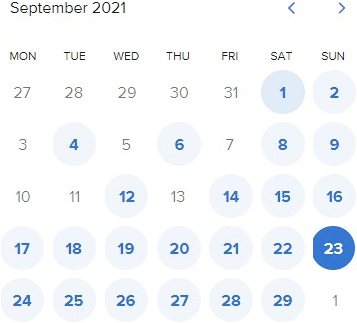 September 2021 < >
MON TUE WED THU FRI SAT SUN
27 28 29 30 31 1 2
3 4 5 6 7 8 9
10 11 12 13 14 15 16
17 18 19 20 21 22 23
24 25 26 27 28 29 1